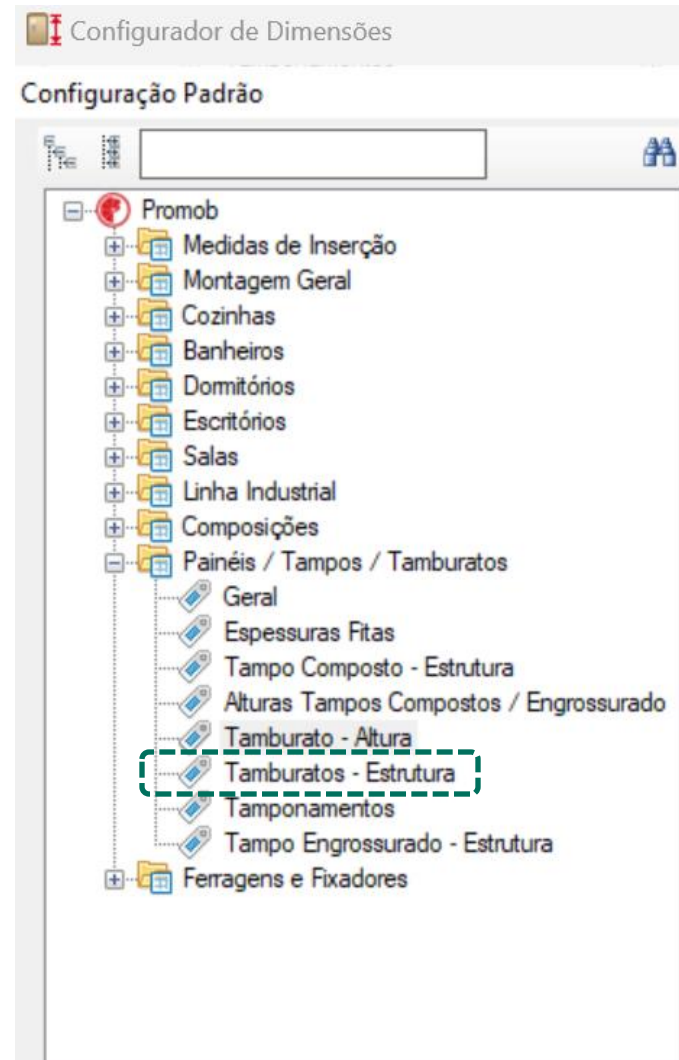 Configurador de Dimensões
Configuração Padrão
Promob
Medidas de Inserção
Montagem Geral
Cozinhas
Banheiros
Dormitórios
Escritórios
Salas
Linha Industrial
Composições
Painéis / Tampos / Tamburatos
Geral
Espessuras Fitas
Tampo Composto - Estrutura
Alturas Tampos Compostos / Engrossurado
Tamburato - Altura
Tamburatos - Estrutura
Tamponamentos
Tampo Engrossurado - Estrutura
Ferragens e Fixadores